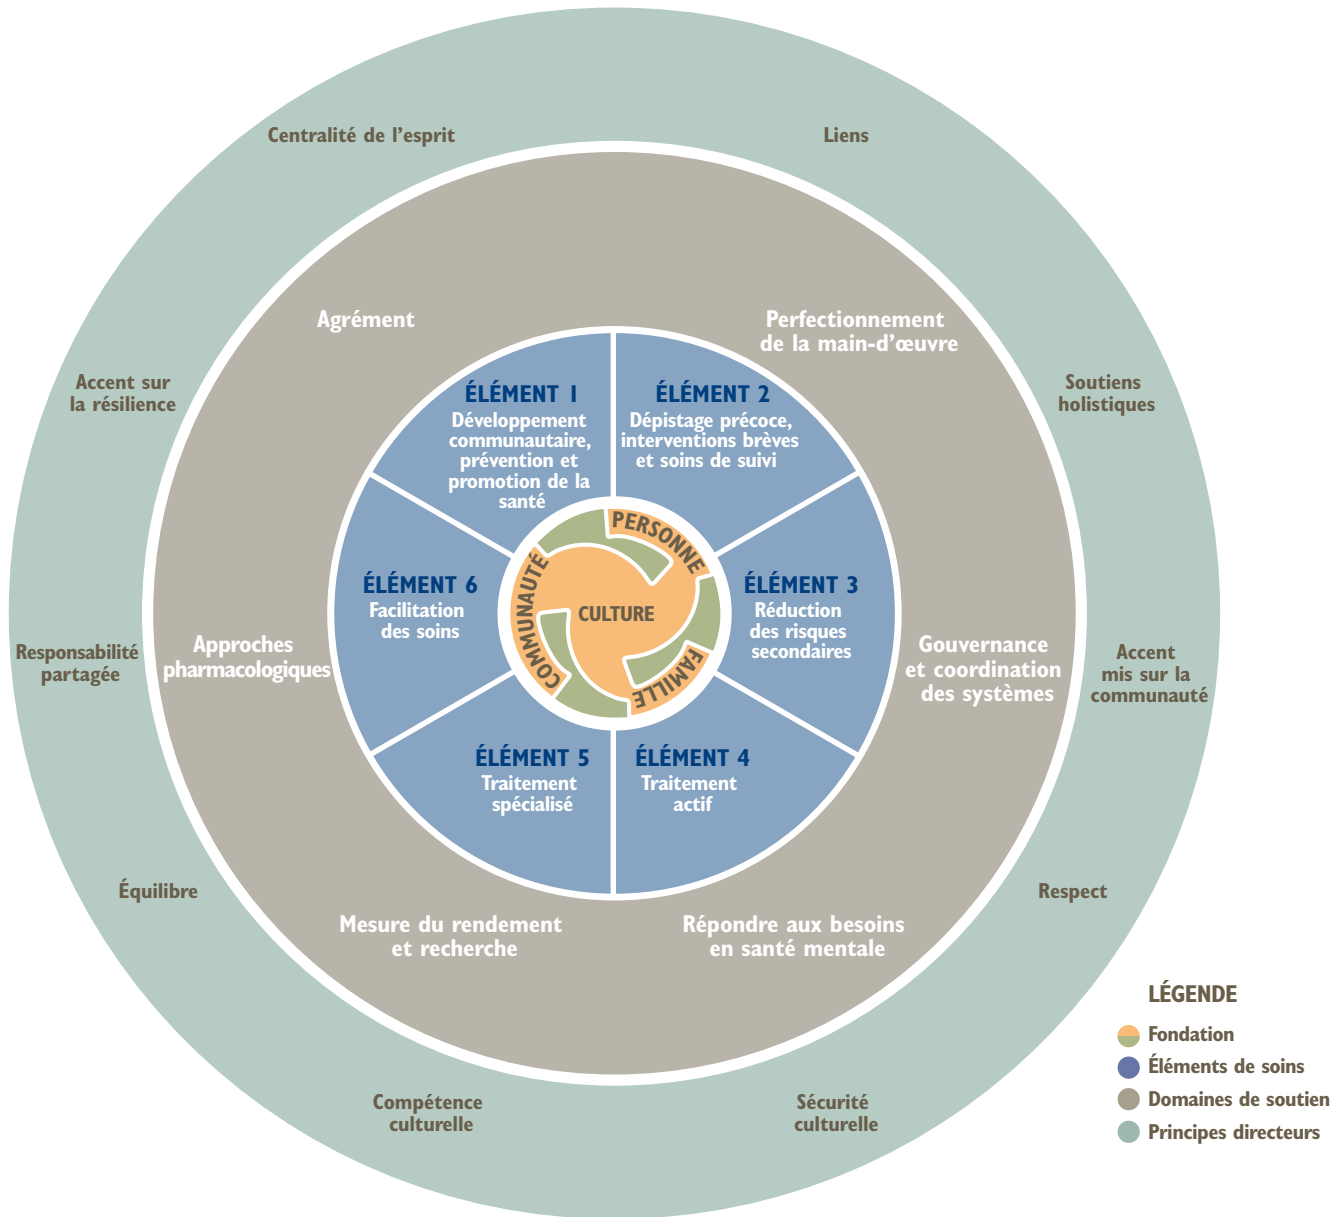 Centralité de l’esprit
Liens
Agrément
Perfectionnement
de la main-d’œuvre
Accent sur
la résilience
Soutiens
holistiques
ÉLÉMENT 1
Développement
communautaire,
prévention et
promotion de la
santé
ÉLÉMENT 2
Dépistage précoce,
interventions brèves
et soins de suivi
PERSONNE
COMMUNAUTÉ
CULTURE
FAMILLE
ÉLÉMENT 6
Facilitation
des soins
ÉLÉMENT 3
Réduction
des risques
secondaires
Responsabilité
partagée
Approches
pharmacologiques
Gouvernance
et coordination
des systèmes
Accent
mis sur la
communauté
ÉLÉMENT 5
Traitement
spécialisé
ÉLÉMENT 4
Traitement
actif
Équilibre
Respect
Mesure du rendement
et recherche
Répondre aux besoins
en santé mentale
Compétence
culturelle
Sécurité
culturelle
LÉGENDE
Fondation
Éléments de soins
Domaines de soutien
Principes directeurs